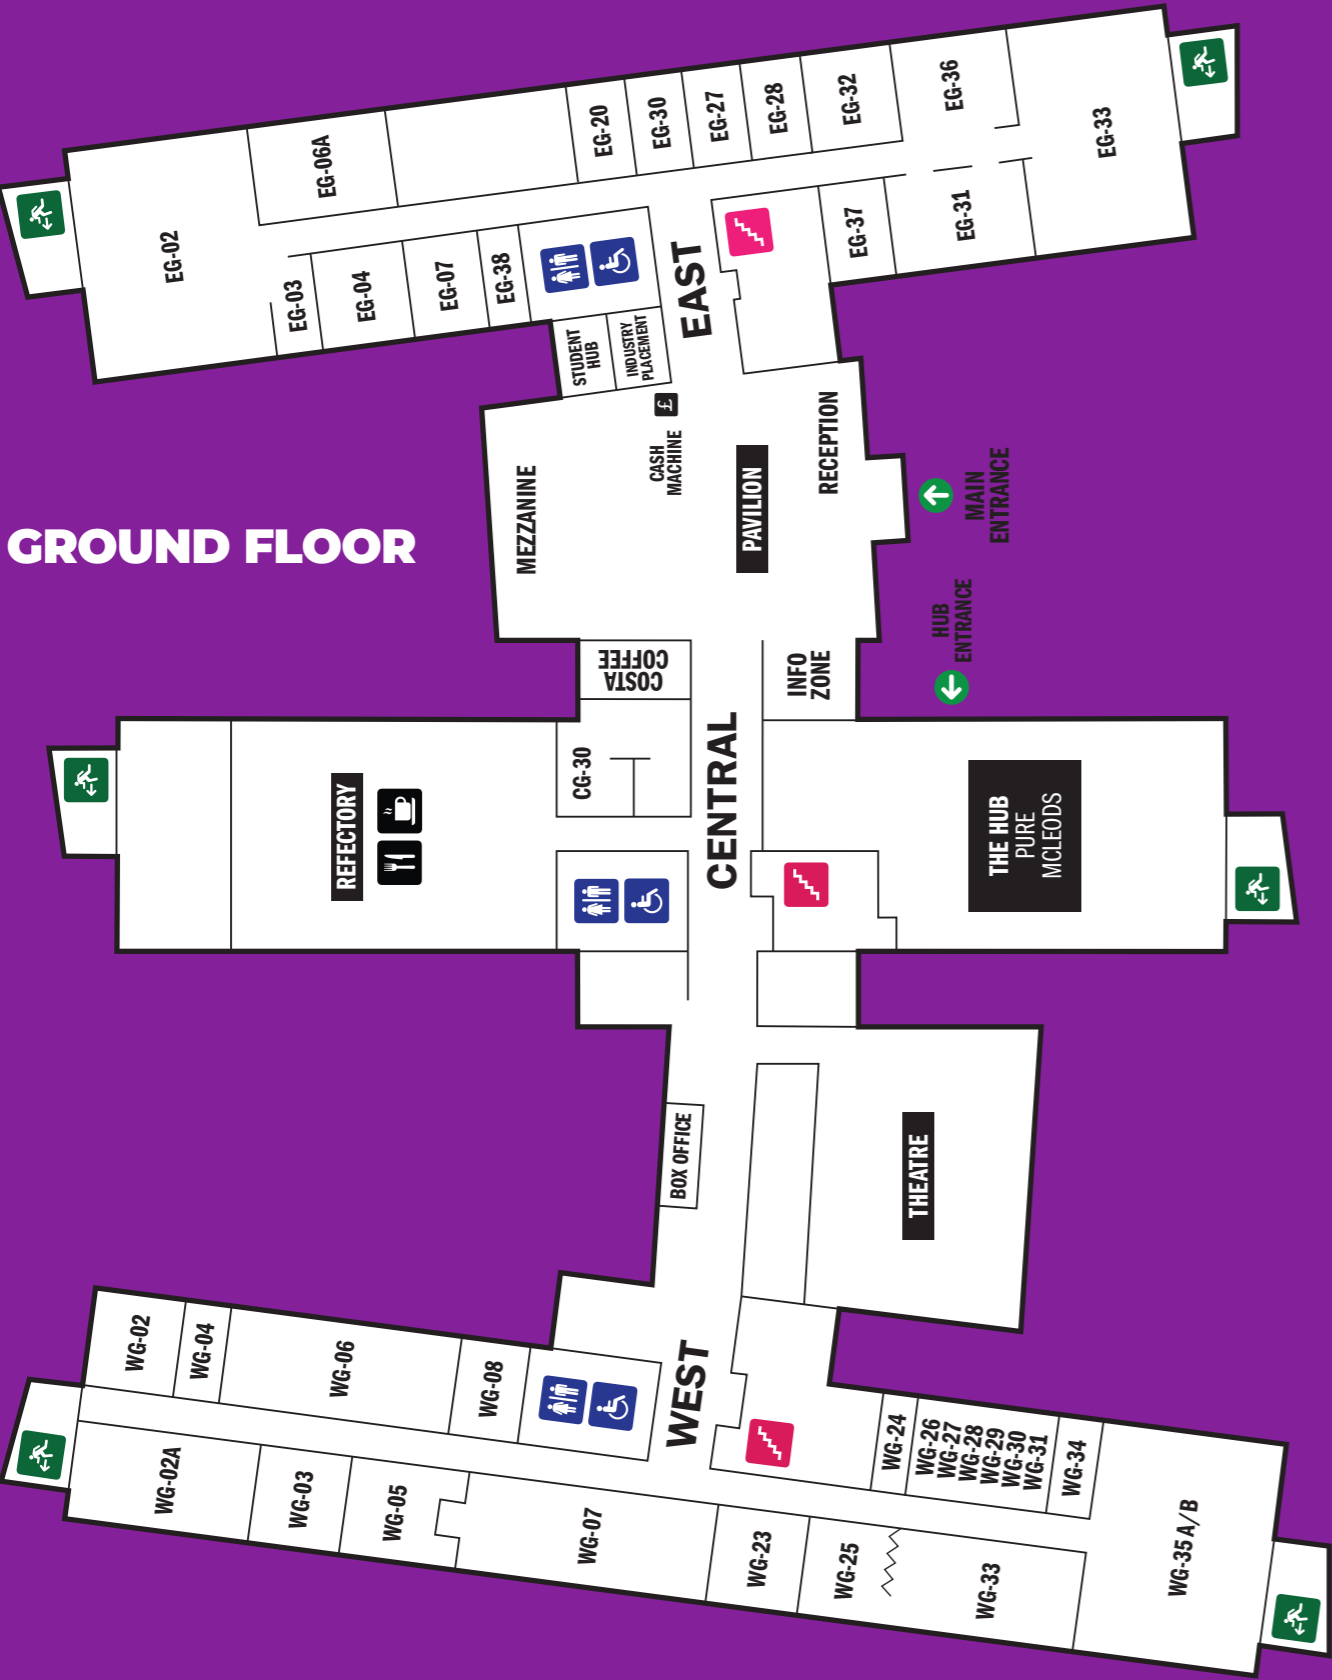 GROUND FLOOR
EG-02
EG-06A
EG-20
EG-30
EG-27
EG-28
EG-32
EG-36
EG-33
EG-03
EG-04
EG-07
EG-38
EG-37
EG-31
EAST
STUDENT
HUB
INDUSTRY
PLACEMENT
£
CASH
MACHINE
MEZZANINE
PAVILION
RECEPTION
MAIN
ENTRANCE
HUB
ENTRANCE
COSTA
COFFEE
INFO
ZONE
CG-30
CENTRAL
REFECTORY
THE HUB
PURE
MCLEODS
BOX OFFICE
THEATRE
WEST
WG-02
WG-04
WG-06
WG-08
WG-24
WG-26
WG-27
WG-28
WG-29
WG-30
WG-31
WG-34
WG-02A
WG-03
WG-05
WG-07
WG-23
WG-25
WG-33
WG-35 A/B